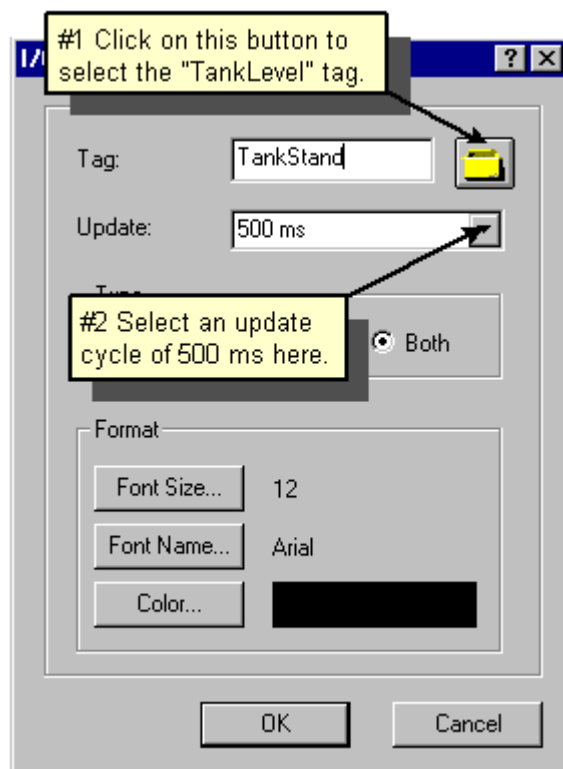 #1 Click on this button to
select the "TankLevel" tag.
Tag:
TankStand
Update:
500 ms
#2 Select an update
cycle of 500 ms here.
Both
Format
Font Size...
12
Font Name...
Arial
Color...
OK
Cancel